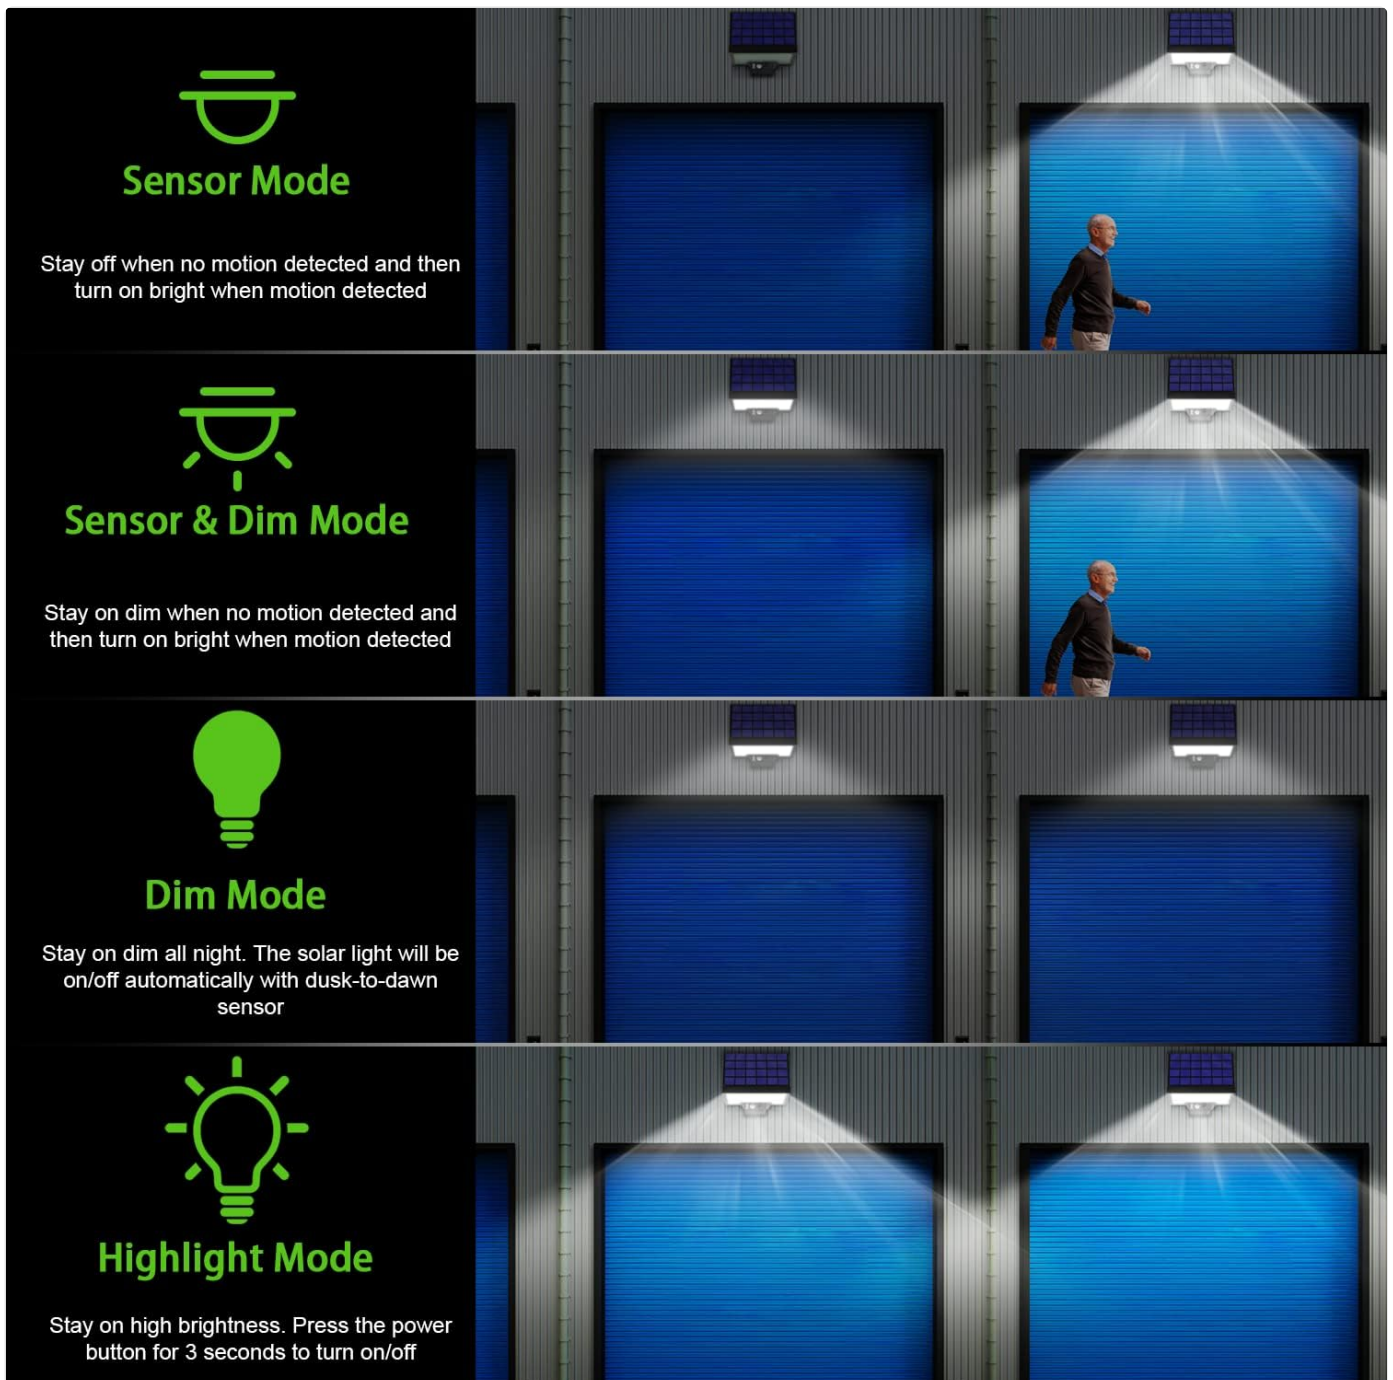 Sensor Mode
Stay off when no motion detected and then
turn on bright when motion detected
Sensor & Dim Mode
Stay on dim when no motion detected and
then turn on bright when motion detected
Dim Mode
Stay on dim all night. The solar light will be
on/off automatically with dusk-to-dawn
sensor
Highlight Mode
Stay on high brightness. Press the power
button for 3 seconds to turn on/off